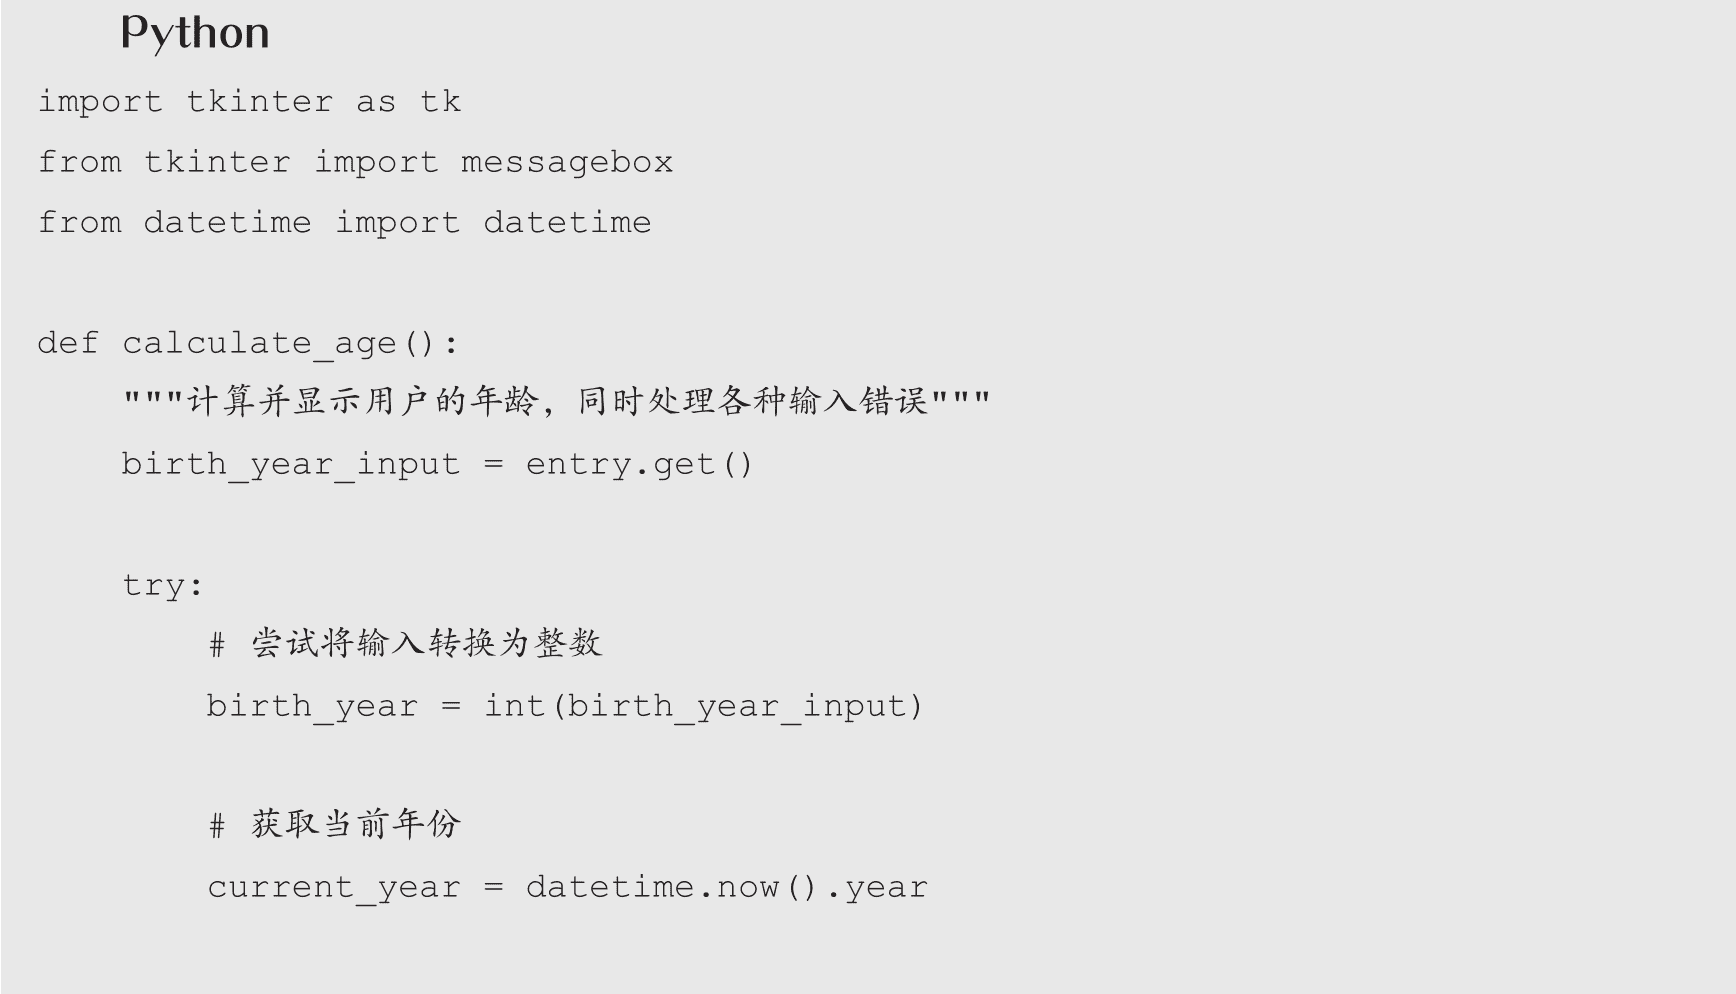 Python
import tkinter as tk
from tkinter import messagebox
from datetime import datetime
def calculate_age():
    """计算并显示用户的年龄，同时处理各种输入错误"""
    birth_year_input = entry.get()
    try:
        # 尝试将输入转换为整数
        birth_year = int(birth_year_input)
        # 获取当前年份
        current_year = datetime.now().year